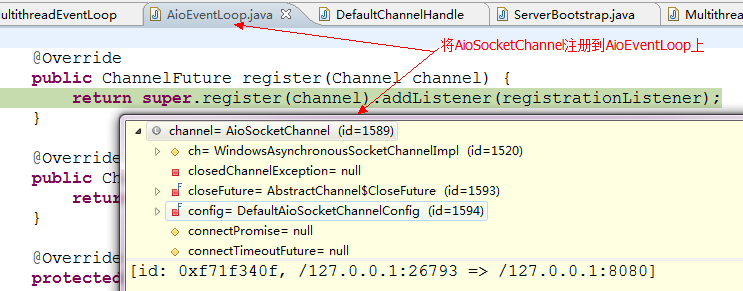 MultithreadEventLoop AioEventLoop.java DefaultChannelHandle ServerBootstrap.java Multithrea
将AioSocketChannel注册到AioEventLoop上
@Override
public ChannelFuture register(Channel channel) {
return super.register(channel).addListener(registrationListener);
}
channel= AioSocketChannel (id=1589)
ch= WindowsAsynchronousSocketChannelImpl (id=1520)
closedChannelException= null
closeFuture= AbstractChannel$CloseFuture (id=1593)
config= DefaultAioSocketChannelConfig (id=1594)
connectPromise= null
connectTimeoutFuture= null
[id: 0xf71f340f, /127.0.0.1:26793 => /127.0.0.1:8080]
@Override
public Ch
return
}
@Override
protected